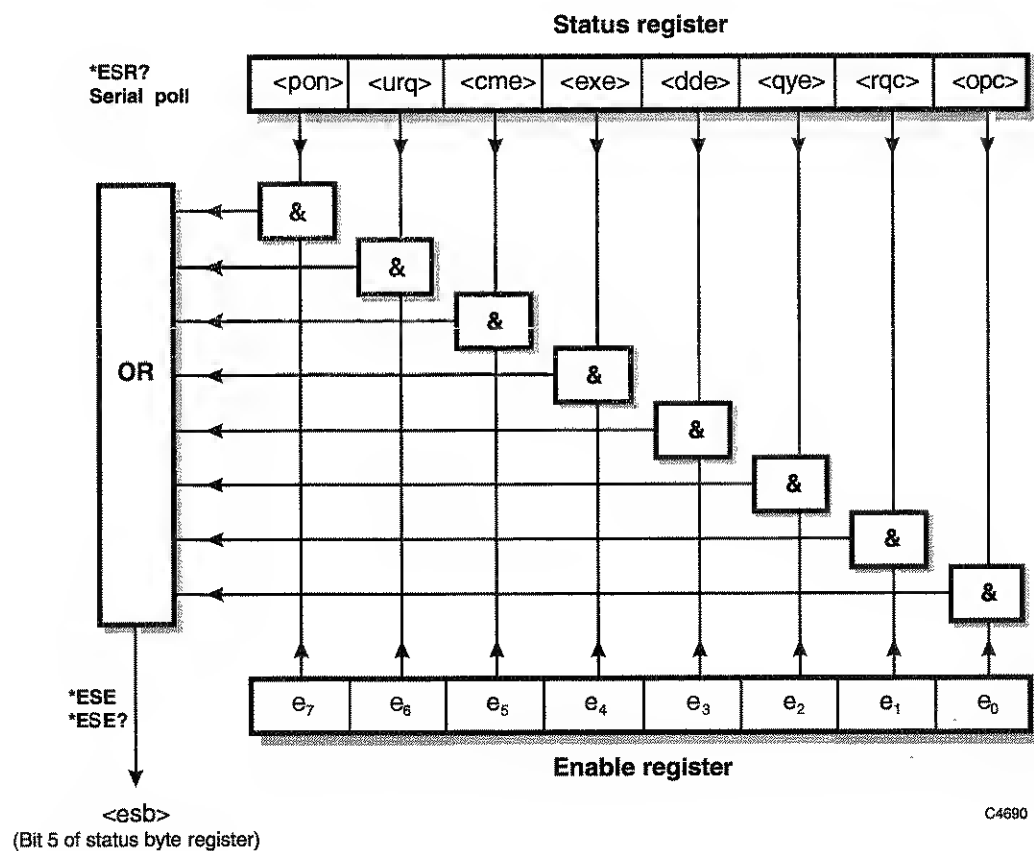 Status register
*ESR?
Serial poll
<pon> <urq> <cme> <exe> <dde> <qye> <rqc> <opc>
&
&
&
&
OR
&
&
&
&
*ESE
*ESE?
e₇ e₆ e₅ e₄ e₃ e₂ e₁ e₀
Enable register
<esb>
(Bit 5 of status byte register)
C4690